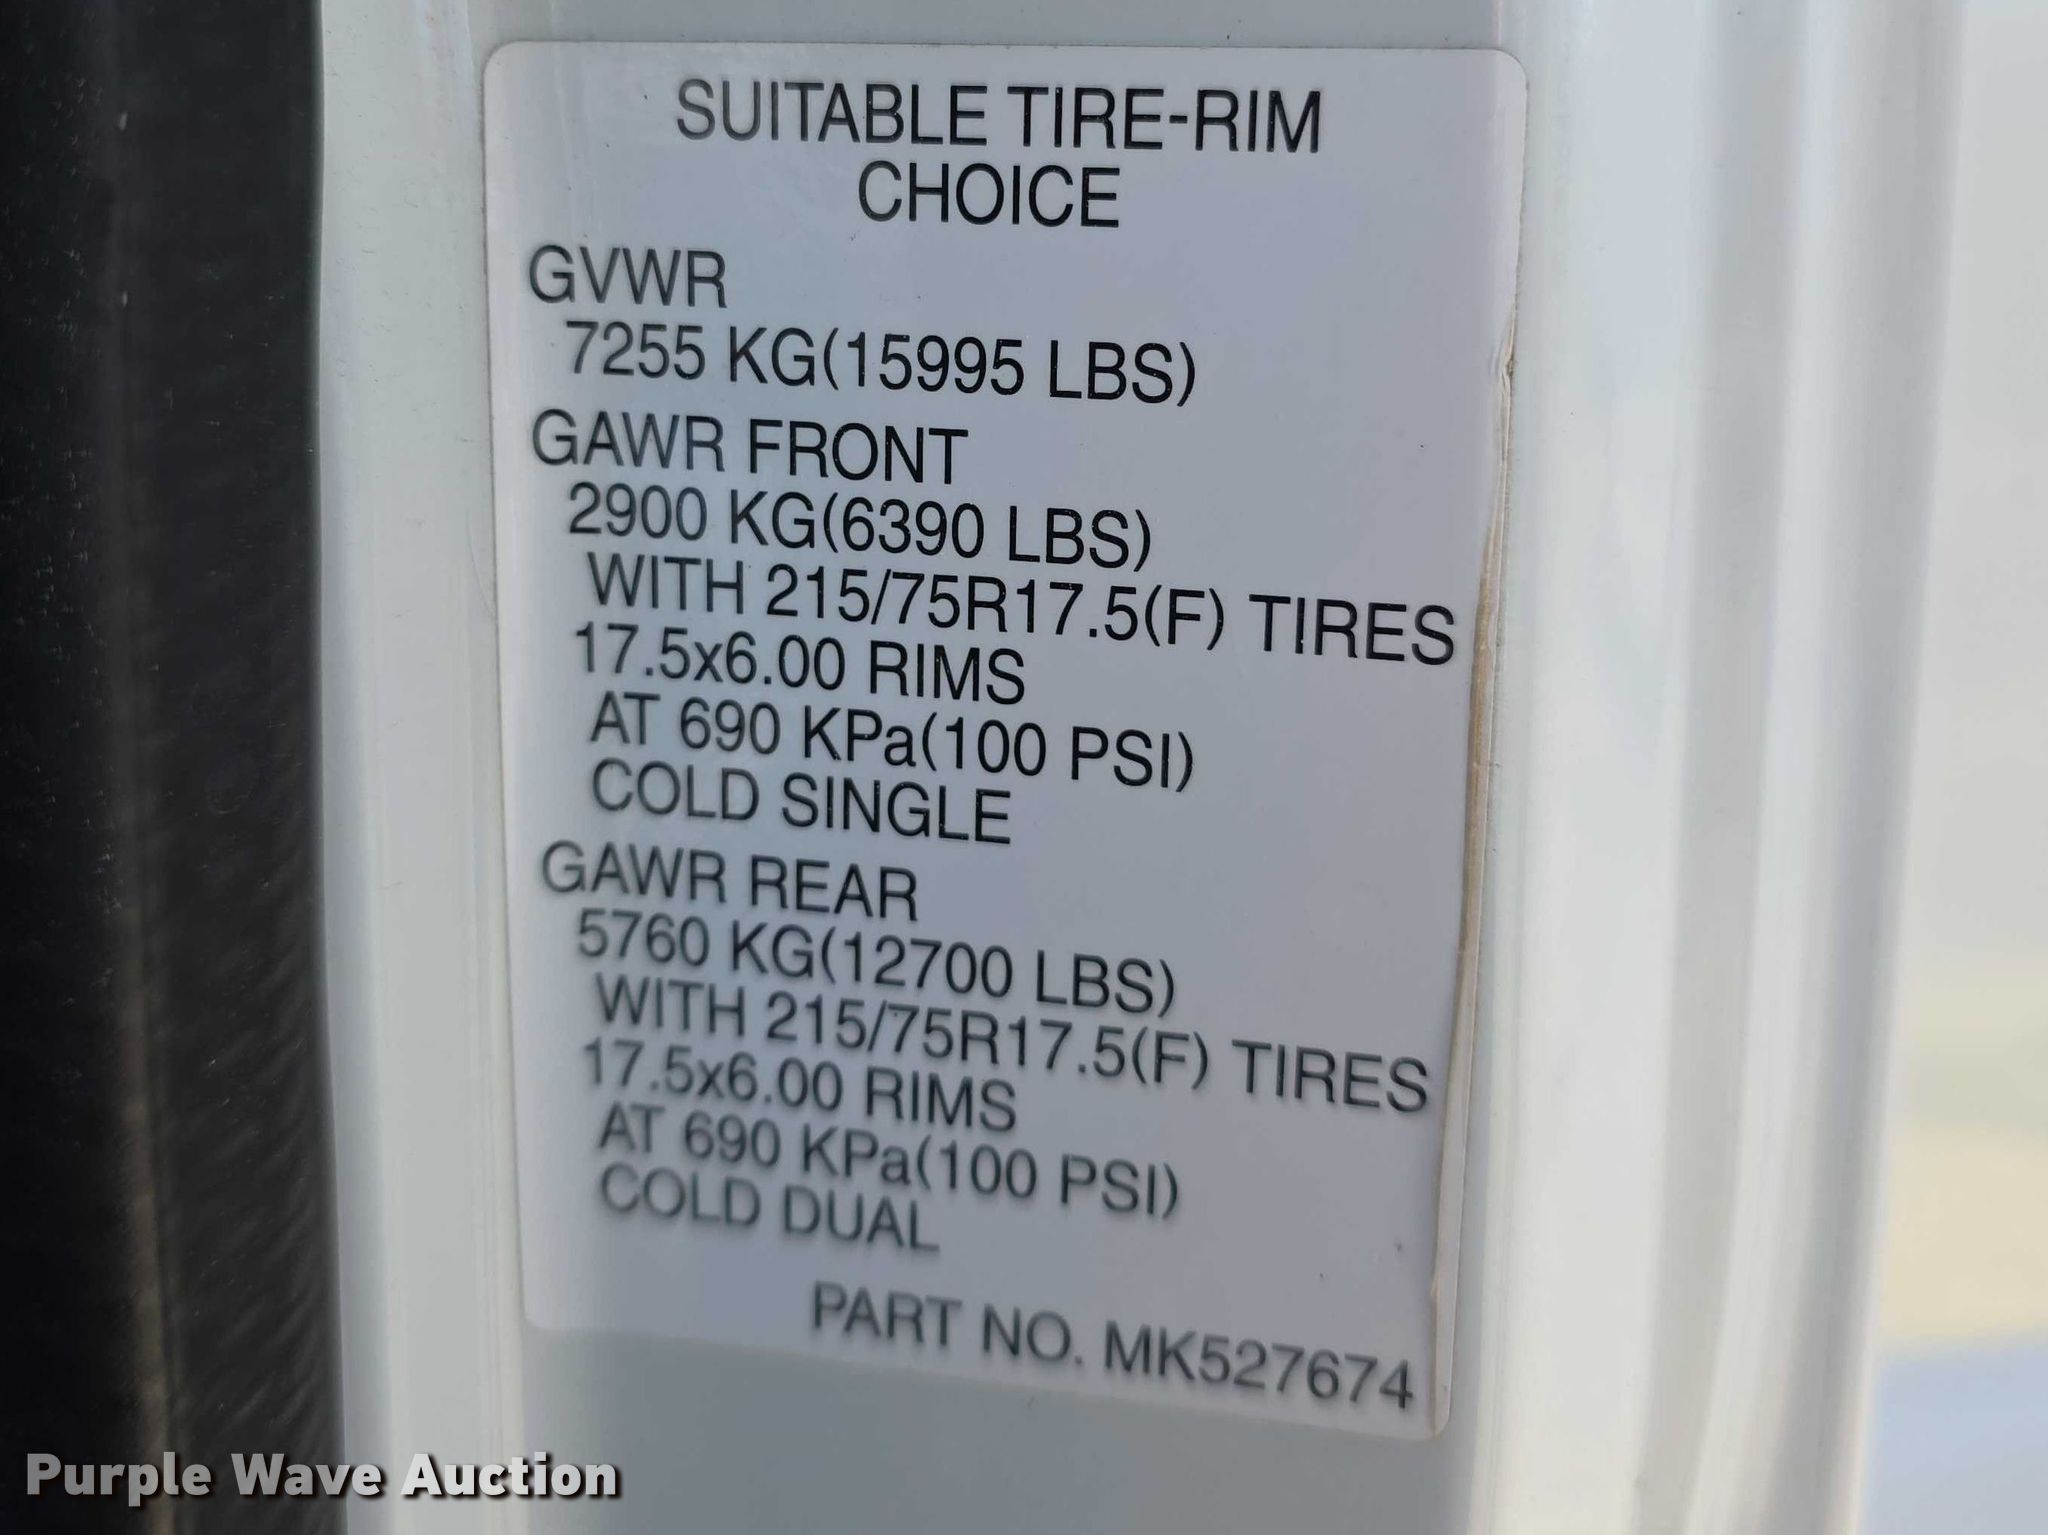 SUITABLE TIRE-RIM
CHOICE
GVWR
7255 KG(15995 LBS)
GAWR FRONT
2900 KG(6390 LBS)
WITH 215/75R17.5(F) TIRES
17.5x6.00 RIMS
AT 690 KPa(100 PSI)
COLD SINGLE
GAWR REAR
5760 KG(12700 LBS)
WITH 215/75R17.5(F) TIRES
17.5x6.00 RIMS
AT 690 KPa(100 PSI)
COLD DUAL
PART NO. MK527674
Purple Wave Auction